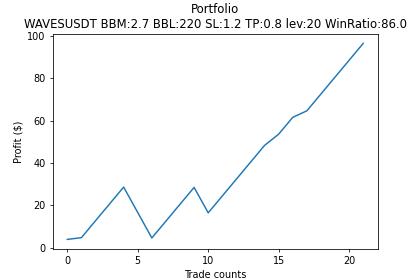 Portfolio
WAVESUSDT BBM:2.7 BBL:220 SL:1.2 TP:0.8 lev:20 WinRatio:86.0
100
80
60
40
20
0
Profit ($)
0 5 10 15 20
Trade counts